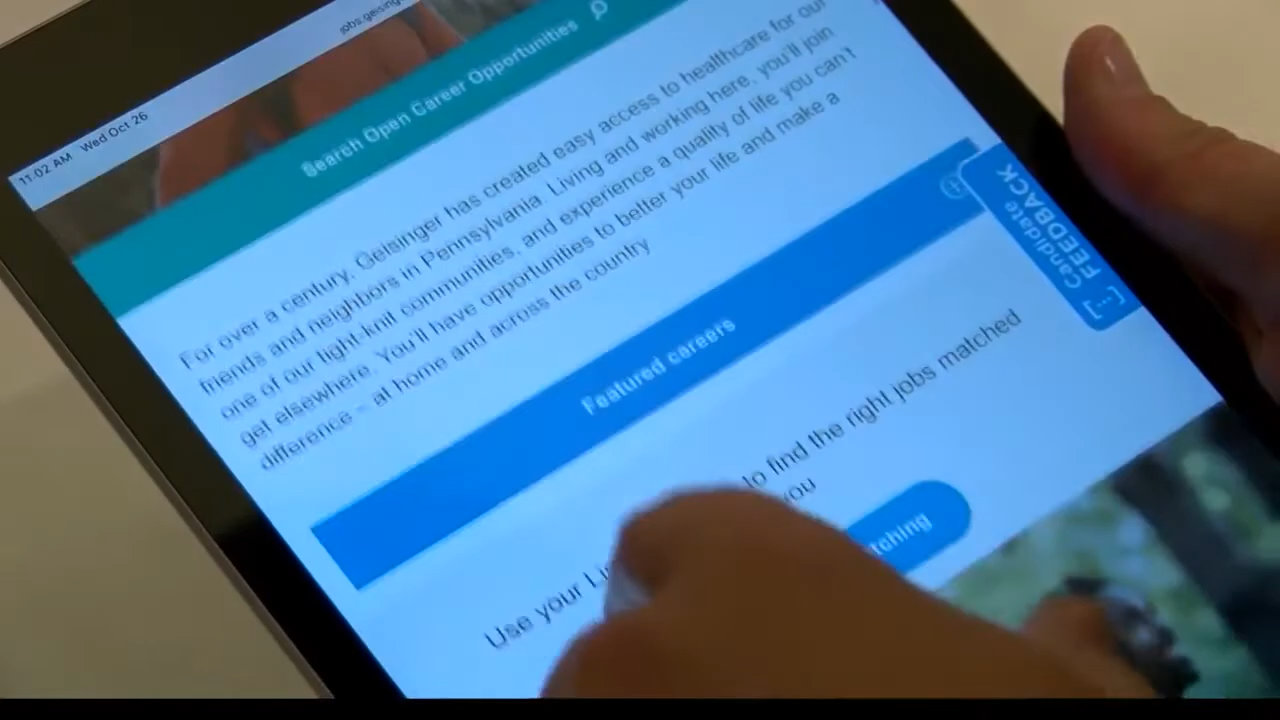 11:02 AM Wed Oct 26
jobs.geising
Search Open Career Opportunities
For over a century, Geisinger has created easy access to healthcare for our
friends and neighbors in Pennsylvania. Living and working here, you'll join
one of our tight-knit communities, and experience a quality of life you can't
get elsewhere. You'll have opportunities to better your life and make a
difference – at home and across the country
Candidate
FEEDBACK
[...]
Featured careers
Use your Li to find the right jobs matched
you
tching